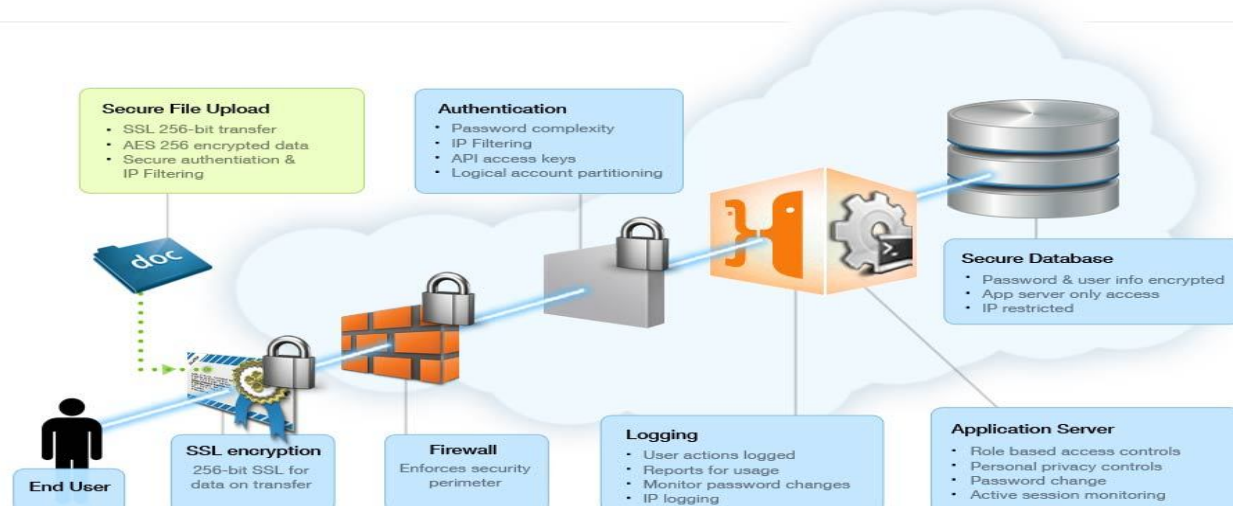 Secure File Upload
• SSL 256-bit transfer
• AES 256 encrypted data
• Secure authentiation &
IP Filtering
Authentication
• Password complexity
• IP Filtering
• API access keys
• Logical account partitioning
doc
Secure Database
• Password & user info encrypted
• App server only access
• IP restricted
End User
SSL encryption
256-bit SSL for
data on transfer
Firewall
Enforces security
perimeter
Logging
• User actions logged
• Reports for usage
• Monitor password changes
• IP logging
Application Server
• Role based access controls
• Personal privacy controls
• Password change
• Active session monitoring